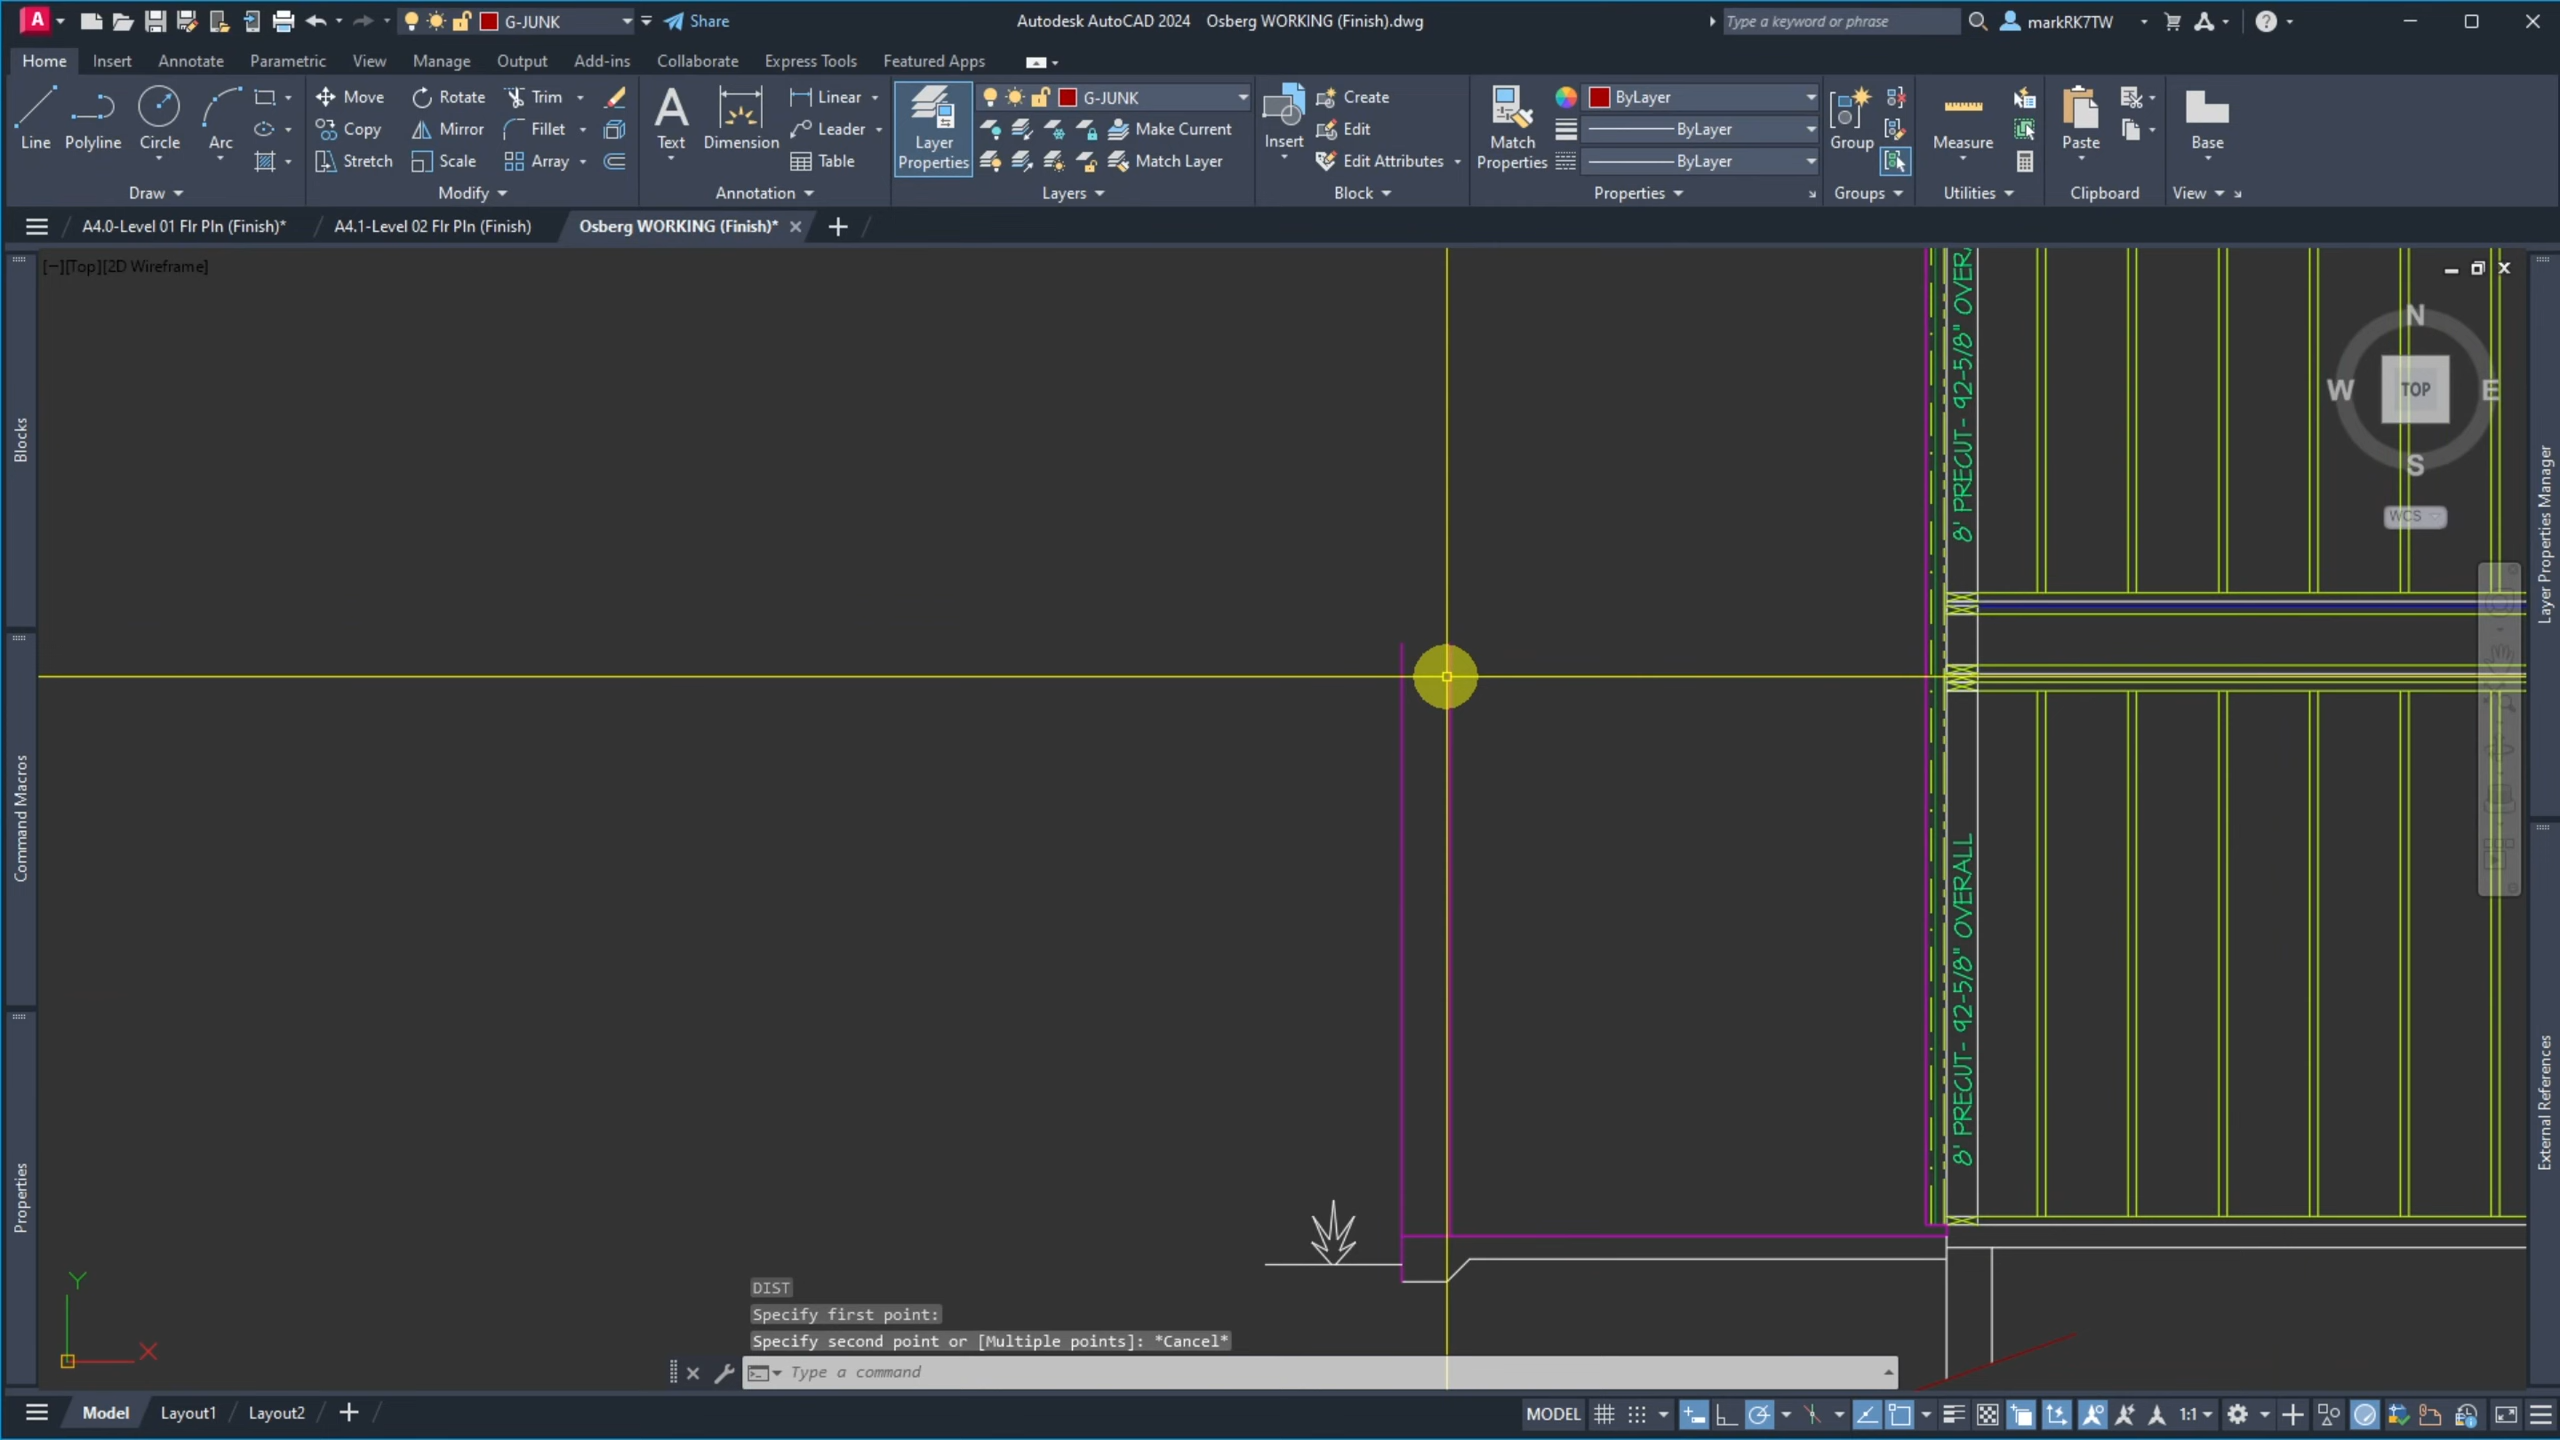 A G-JUNK Share Autodesk AutoCAD 2024 Osberg WORKING (Finish).dwg Type a keyword or phrase markRK7TW
Home Insert Annotate Parametric View Manage Output Add-ins Collaborate Express Tools Featured Apps
Line Polyline Circle Arc
Move Rotate Trim
Copy Mirror Fillet
Stretch Scale Array
Text Dimension
Linear
Leader
Table
Layer Properties
G-JUNK
Make Current
Match Layer
Insert
Create
Edit
Edit Attributes
Match Properties
ByLayer
ByLayer
ByLayer
Group
Measure
Paste
Base
Draw Modify Annotation Layers Block Properties Groups Utilities Clipboard View
A4.0-Level 01 Flr Pln (Finish)* A4.1-Level 02 Flr Pln (Finish) Osberg WORKING (Finish)*
[−][Top][2D Wireframe]
Blocks
Command Macros
Properties
8' PRECUT- 92-5/8" OVER
8' PRECUT- 92-5/8" OVERALL
N
W TOP E
S
WCS
Layer Properties Manager
External References
Y
X
DIST
Specify first point:
Specify second point or [Multiple points]: *Cancel*
Type a command
Model Layout1 Layout2
MODEL 1:1